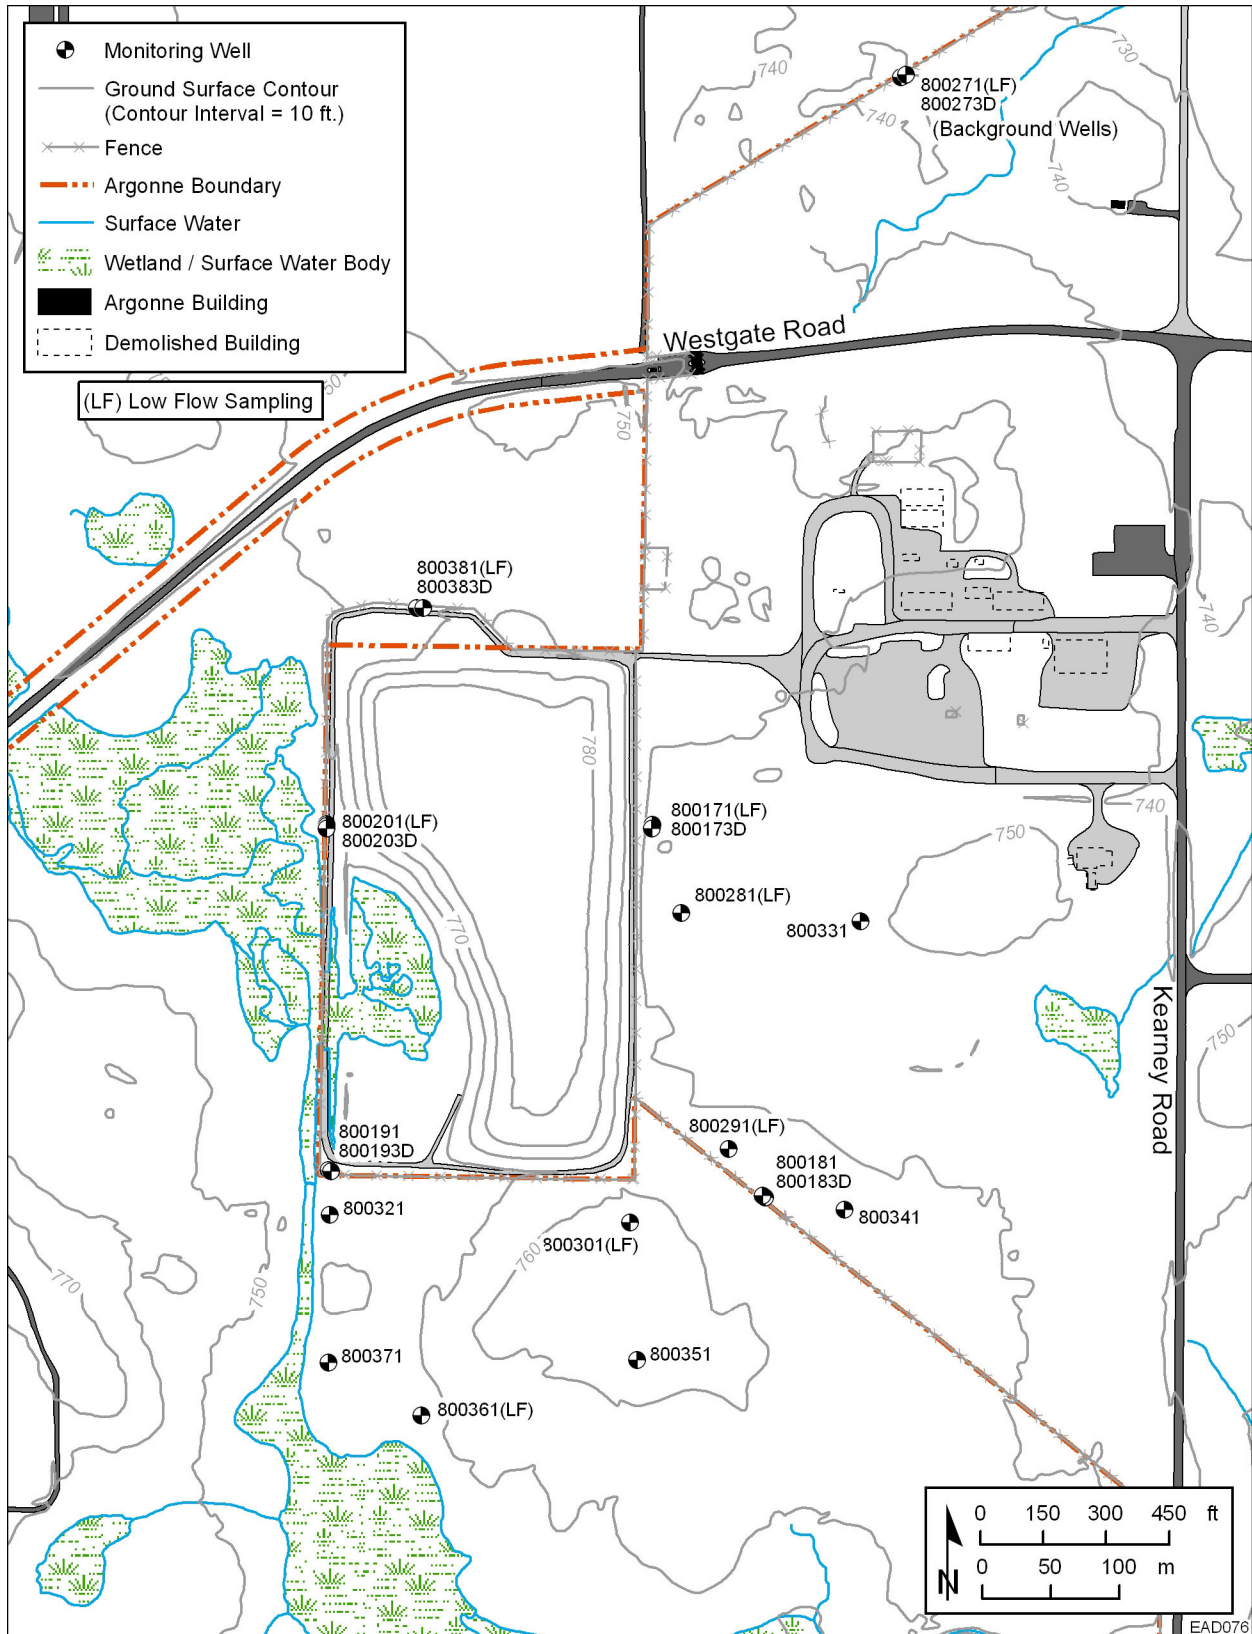 Monitoring Well
Ground Surface Contour
(Contour Interval = 10 ft.)
Fence
Argonne Boundary
Surface Water
Wetland / Surface Water Body
Argonne Building
Demolished Building
(LF) Low Flow Sampling
740
730
800271(LF)
800273D
(Background Wells)
740
740
Westgate Road
750
750
800381(LF)
800383D
740
780
800201(LF)
800203D
800171(LF)
800173D
740
750
800281(LF)
800331
770
Kearney Road
750
800191
800193D
800291(LF)
800181
800183D
800321
800341
800301(LF)
760
770
750
800371
800351
800361(LF)
0 150 300 450 ft
0 50 100 m
N
EAD076